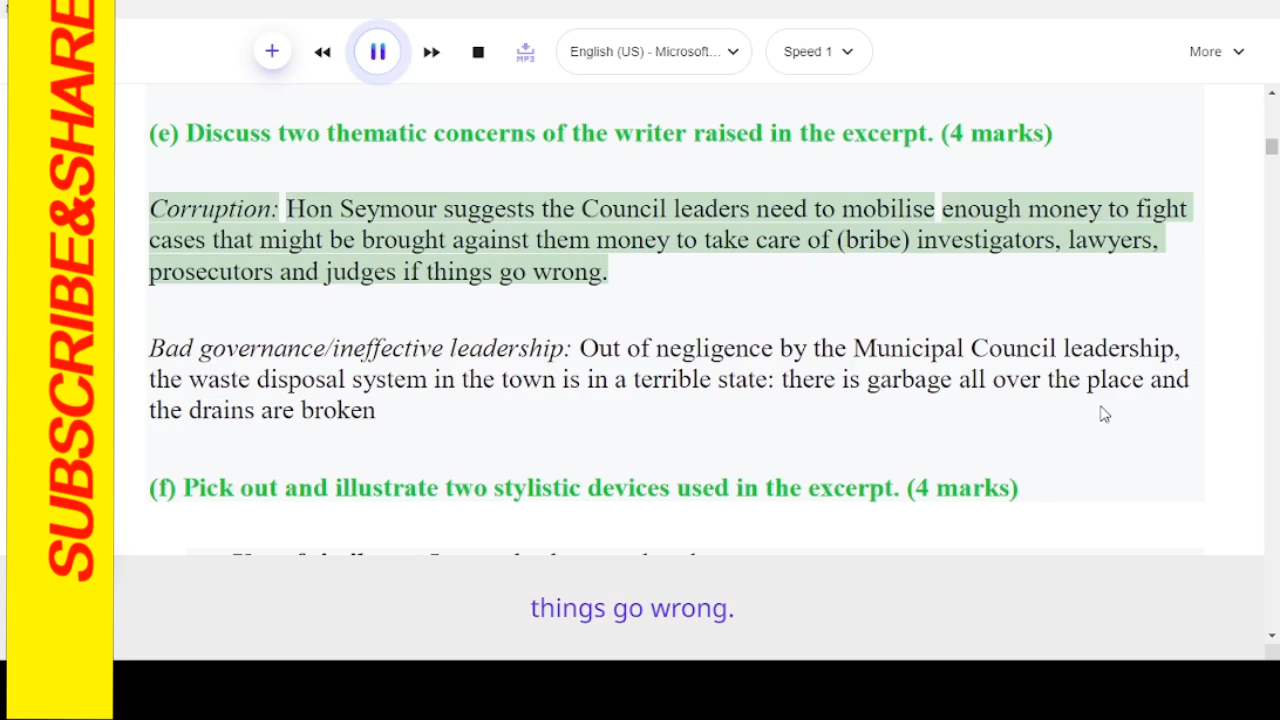 SUBSCRIBE&SHARE
MP3
English (US) - Microsoft...
Speed 1
More
(e) Discuss two thematic concerns of the writer raised in the excerpt. (4 marks)
Corruption: Hon Seymour suggests the Council leaders need to mobilise enough money to fight
cases that might be brought against them money to take care of (bribe) investigators, lawyers,
prosecutors and judges if things go wrong.
Bad governance/ineffective leadership: Out of negligence by the Municipal Council leadership,
the waste disposal system in the town is in a terrible state: there is garbage all over the place and
the drains are broken
(f) Pick out and illustrate two stylistic devices used in the excerpt. (4 marks)
things go wrong.